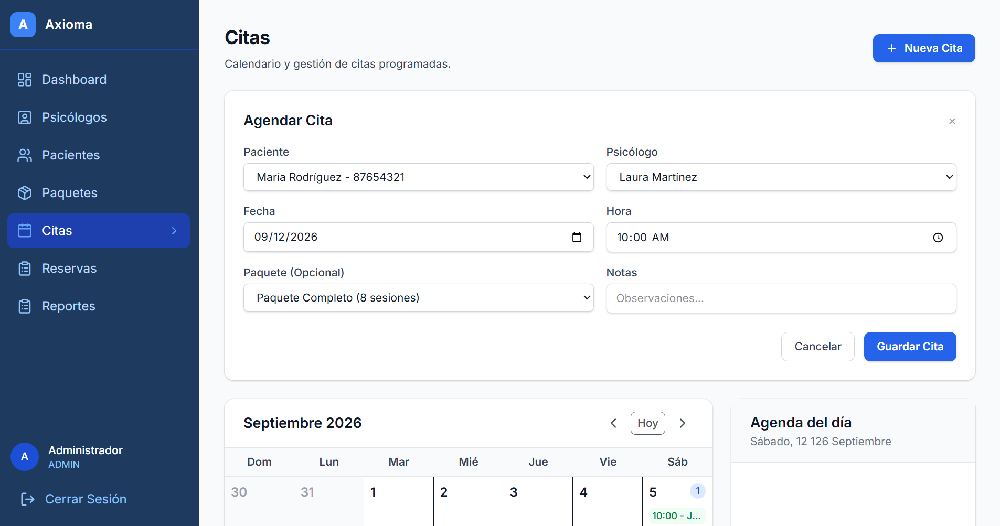 A Axioma
Dashboard
Psicólogos
Pacientes
Paquetes
Citas
Reservas
Reportes
A Administrador
ADMIN
Cerrar Sesión
Citas
Calendario y gestión de citas programadas.
+ Nueva Cita
Agendar Cita
×
Paciente
María Rodríguez - 87654321
Psicólogo
Laura Martínez
Fecha
09/12/2026
Hora
10:00 AM
Paquete (Opcional)
Paquete Completo (8 sesiones)
Notas
Observaciones...
Cancelar
Guardar Cita
Septiembre 2026
Hoy
Dom Lun Mar Mié Jue Vie Sáb
30 31 1 2 3 4 5 1
10:00 - J...
Agenda del día
Sábado, 12 126 Septiembre